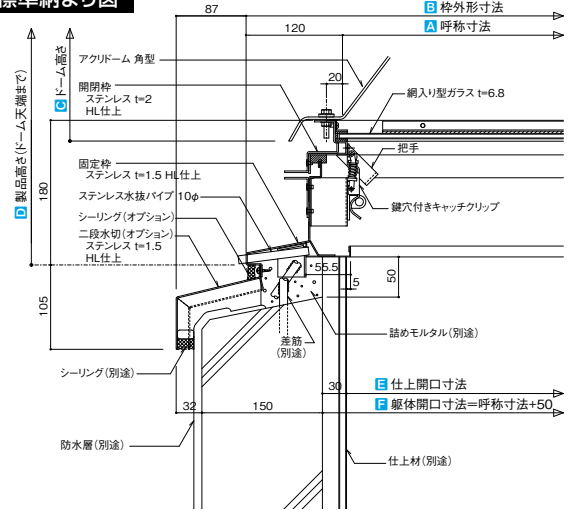 標準納まり図
87
B 枠外形寸法
120
A 呼称寸法
アクリドーム 角型
20
開閉枠
ステンレス t=2
HL仕上
網入り型ガラス t=6.8
把手
固定枠
ステンレス t=1.5 HL仕上
ステンレス水抜パイプ 10φ
鍵穴付きキャッチクリップ
シーリング(オプション)
二段水切(オプション)
ステンレス t=1.5
HL仕上
C ドーム高さ
D 製品高さ(ドーム天端まで)
180
105
55.5
5
50
差筋
(別途)
詰めモルタル(別途)
シーリング(別途)
30
E 仕上開口寸法
32
150
F 躯体開口寸法=呼称寸法+50
防水層(別途)
仕上材(別途)